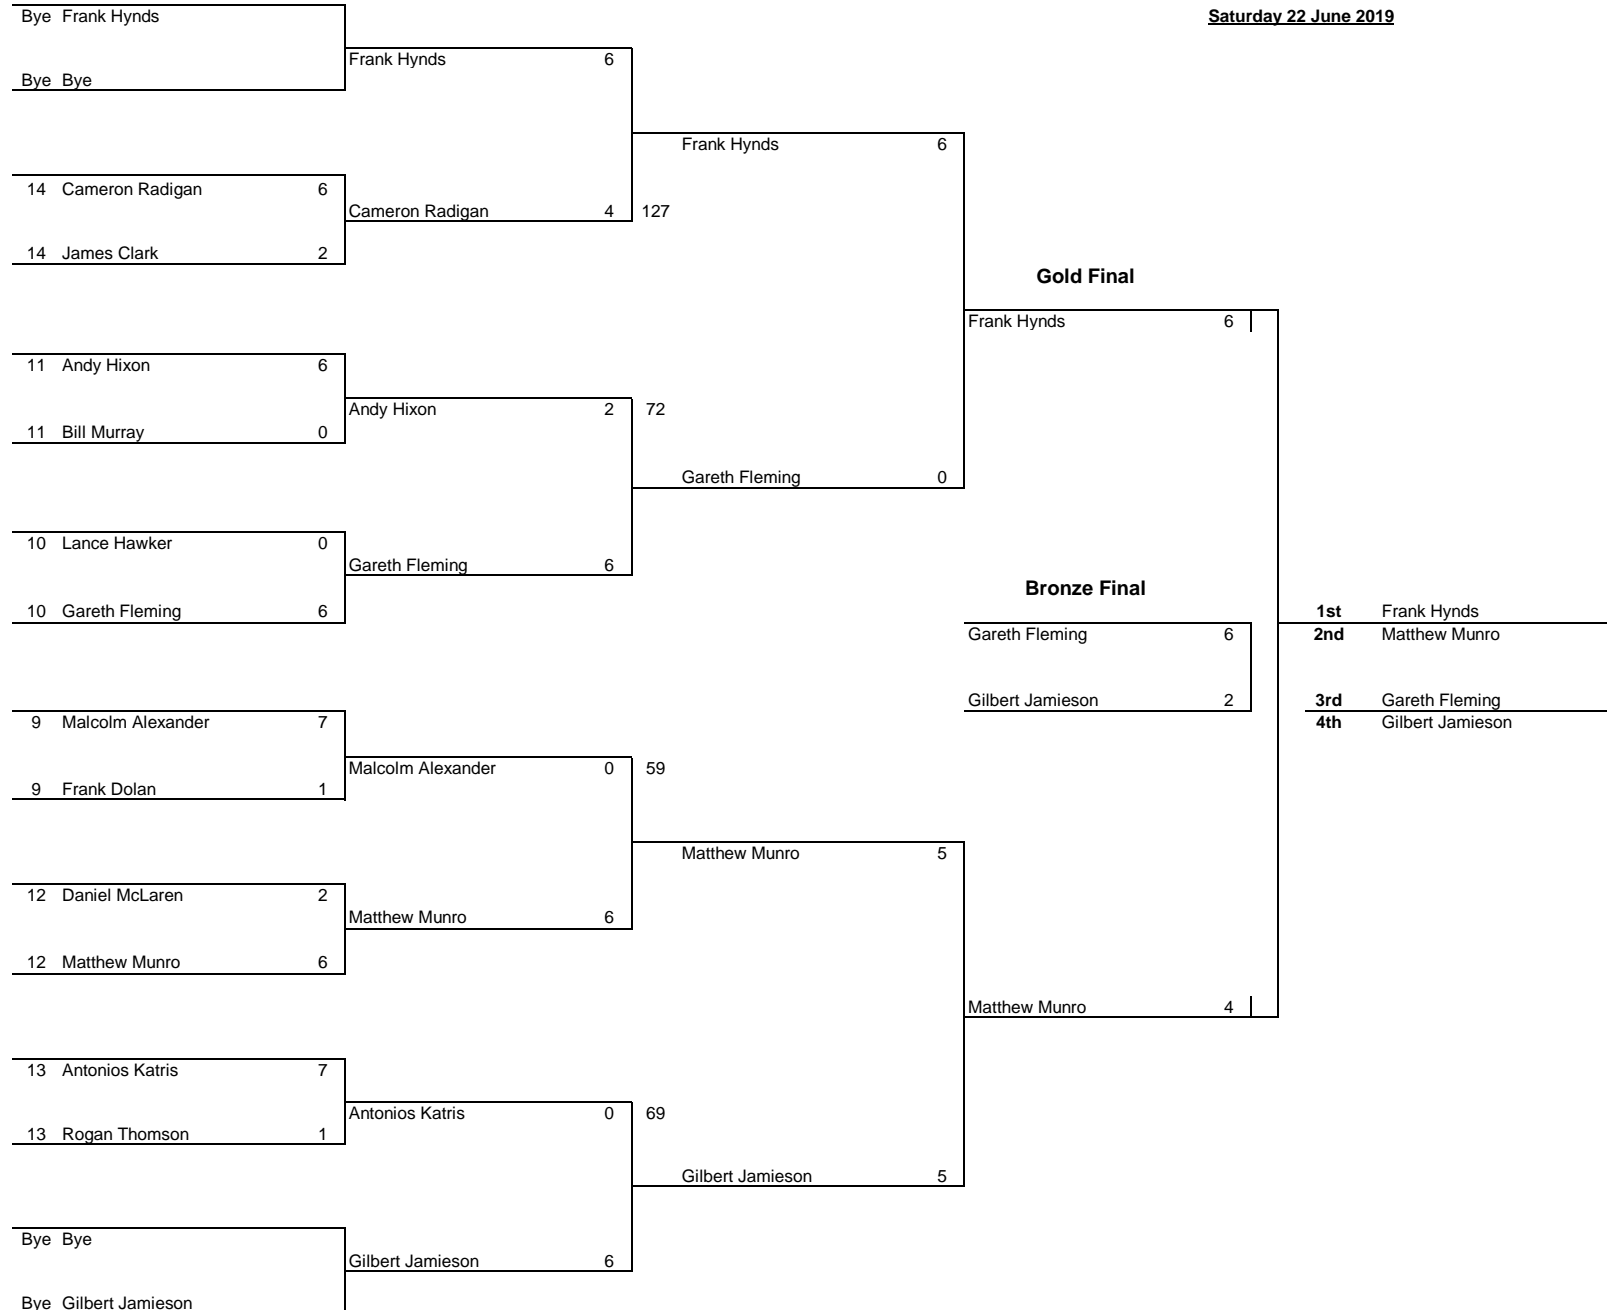 Bye Frank Hynds
Saturday 22 June 2019
Frank Hynds 6
Bye Bye
Frank Hynds 6
14 Cameron Radigan 6
Cameron Radigan 4 127
14 James Clark 2
Gold Final
Frank Hynds 6
11 Andy Hixon 6
Andy Hixon 2 72
11 Bill Murray 0
Gareth Fleming 0
10 Lance Hawker 0
Gareth Fleming 6
Bronze Final
10 Gareth Fleming 6
1st Frank Hynds
Gareth Fleming 6
2nd Matthew Munro
Gilbert Jamieson 2
3rd Gareth Fleming
9 Malcolm Alexander 7
4th Gilbert Jamieson
Malcolm Alexander 0 59
9 Frank Dolan 1
Matthew Munro 5
12 Daniel McLaren 2
Matthew Munro 6
12 Matthew Munro 6
Matthew Munro 4
13 Antonios Katris 7
Antonios Katris 0 69
13 Rogan Thomson 1
Gilbert Jamieson 5
Bye Bye
Gilbert Jamieson 6
Bye Gilbert Jamieson